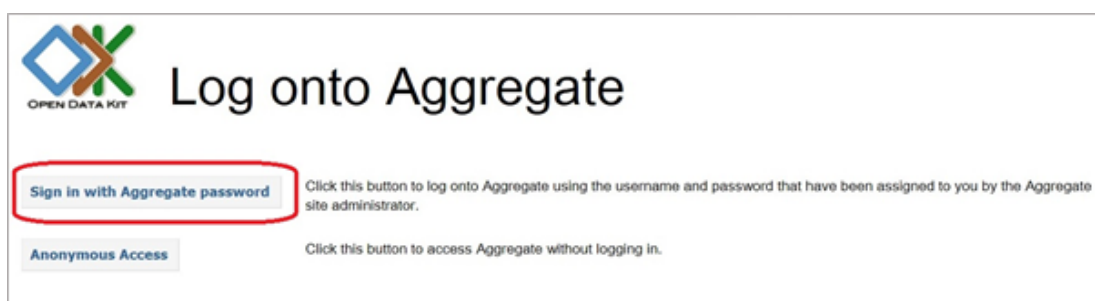 OPEN DATA KIT
Log onto Aggregate
Sign in with Aggregate password
Click this button to log onto Aggregate using the username and password that have been assigned to you by the Aggregate
site administrator.
Anonymous Access
Click this button to access Aggregate without logging in.